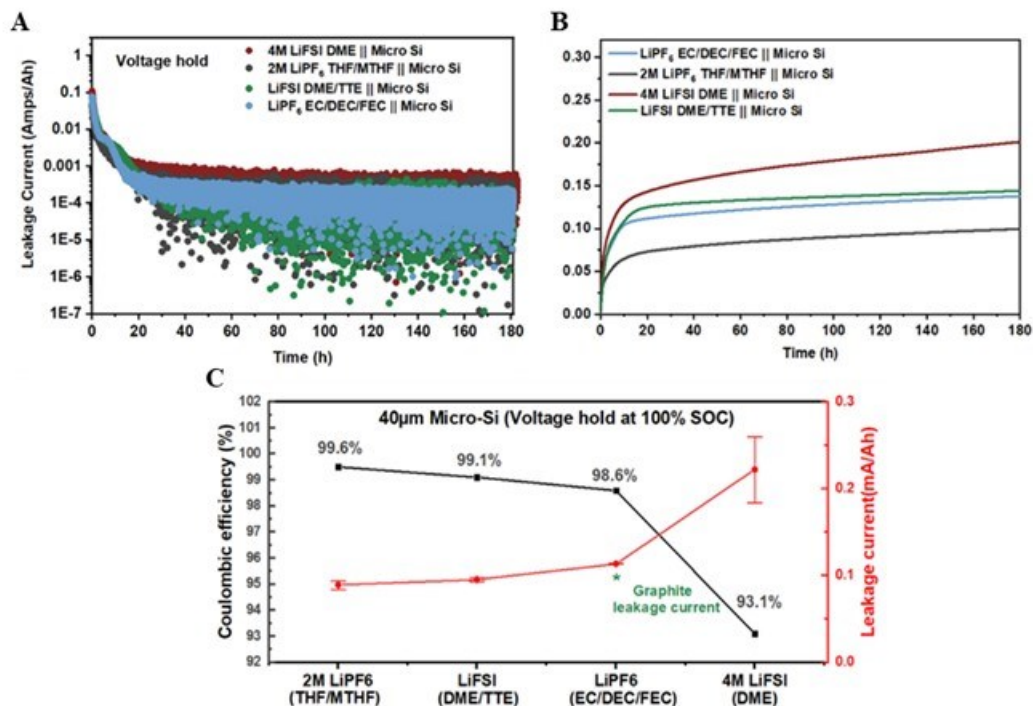 A
Voltage hold
4M LiFSI DME || Micro Si
2M LiPF₆ THF/MTHF || Micro Si
LiFSI DME/TTE || Micro Si
LiPF₆ EC/DEC/FEC || Micro Si
Leakage Current (Amps/Ah)
1
0.1
0.01
0.001
1E-4
1E-5
1E-6
1E-7
0 20 40 60 80 100 120 140 160 180
Time (h)
B
LiPF₆ EC/DEC/FEC || Micro Si
2M LiPF₆ THF/MTHF || Micro Si
4M LiFSI DME || Micro Si
LiFSI DME/TTE || Micro Si
0.30
0.25
0.20
0.15
0.10
0.05
0.00
0 20 40 60 80 100 120 140 160 180
Time (h)
C
40µm Micro-Si (Voltage hold at 100% SOC)
Coulombic efficiency (%)
102
101
100
99
98
97
96
95
94
93
92
99.6%
99.1%
98.6%
93.1%
Graphite
leakage current
0.3
0.2
0.1
0.0
Leakage current(mA/Ah)
2M LiPF6
(THF/MTHF)
LiFSI
(DME/TTE)
LiPF6
(EC/DEC/FEC)
4M LiFSI
(DME)